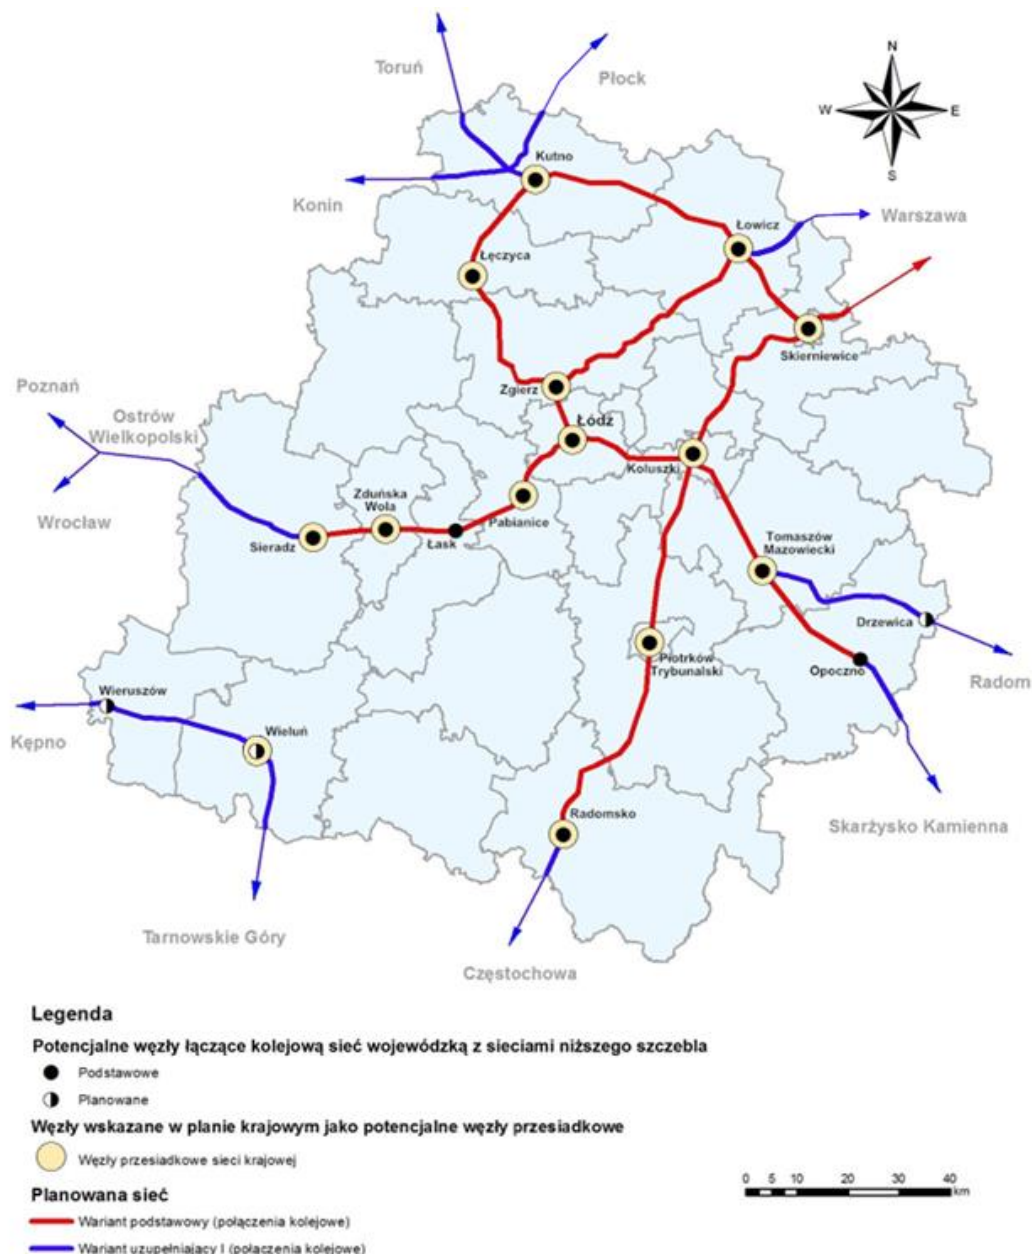 Toruń
Płock
N
W
E
S
Kutno
Konin
Warszawa
Łowicz
Łęczyca
Skierniewice
Poznań
Zgierz
Ostrów
Wielkopolski
Łódź
Koluszki
Wrocław
Zduńska
Wola
Pabianice
Sieradz
Łask
Tomaszów
Mazowiecki
Drzewica
Piotrków
Trybunalski
Opoczno
Radom
Wieruszów
Kępno
Wieluń
Radomsko
Skarżysko Kamienna
Tarnowskie Góry
Częstochowa
Legenda
Potencjalne węzły łączące kolejową sieć wojewódzką z sieciami niższego szczebla
Podstawowe
Planowane
Węzły wskazane w planie krajowym jako potencjalne węzły przesiadkowe
Węzły przesiadkowe sieci krajowej
0 5 10 20 30 40
km
Planowana sieć
Wariant podstawowy (połączenia kolejowe)
Wariant uzupełniający I (połączenia kolejowe)